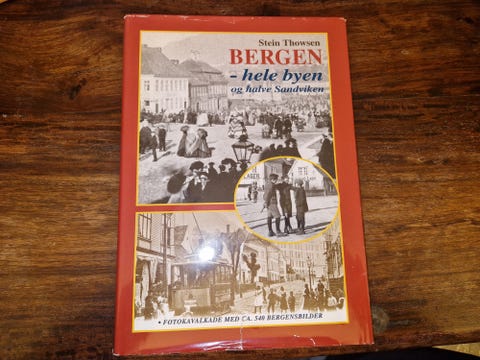 Stein Thowsen
BERGEN
- hele byen
og halve Sandviken
• FOTOKAVALKADE MED CA. 540 BERGENSBILDER